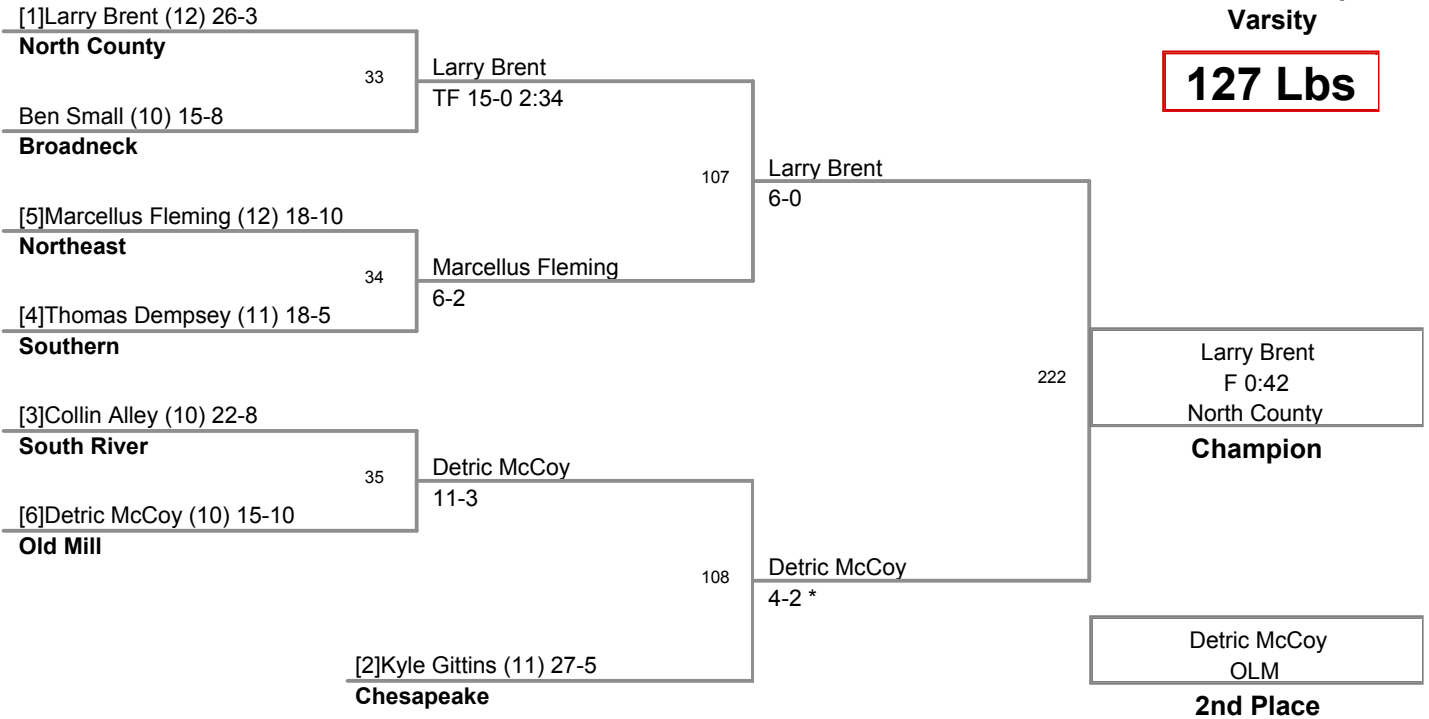 Varsity
127 Lbs
[1]Larry Brent (12) 26-3
North County
33
Larry Brent
TF 15-0 2:34
Ben Small (10) 15-8
Broadneck
107
Larry Brent
6-0
[5]Marcellus Fleming (12) 18-10
Northeast
34
Marcellus Fleming
6-2
[4]Thomas Dempsey (11) 18-5
Southern
222
Larry Brent
F 0:42
North County
Champion
[3]Collin Alley (10) 22-8
South River
35
Detric McCoy
11-3
[6]Detric McCoy (10) 15-10
Old Mill
108
Detric McCoy
4-2 *
[2]Kyle Gittins (11) 27-5
Chesapeake
Detric McCoy
OLM
2nd Place